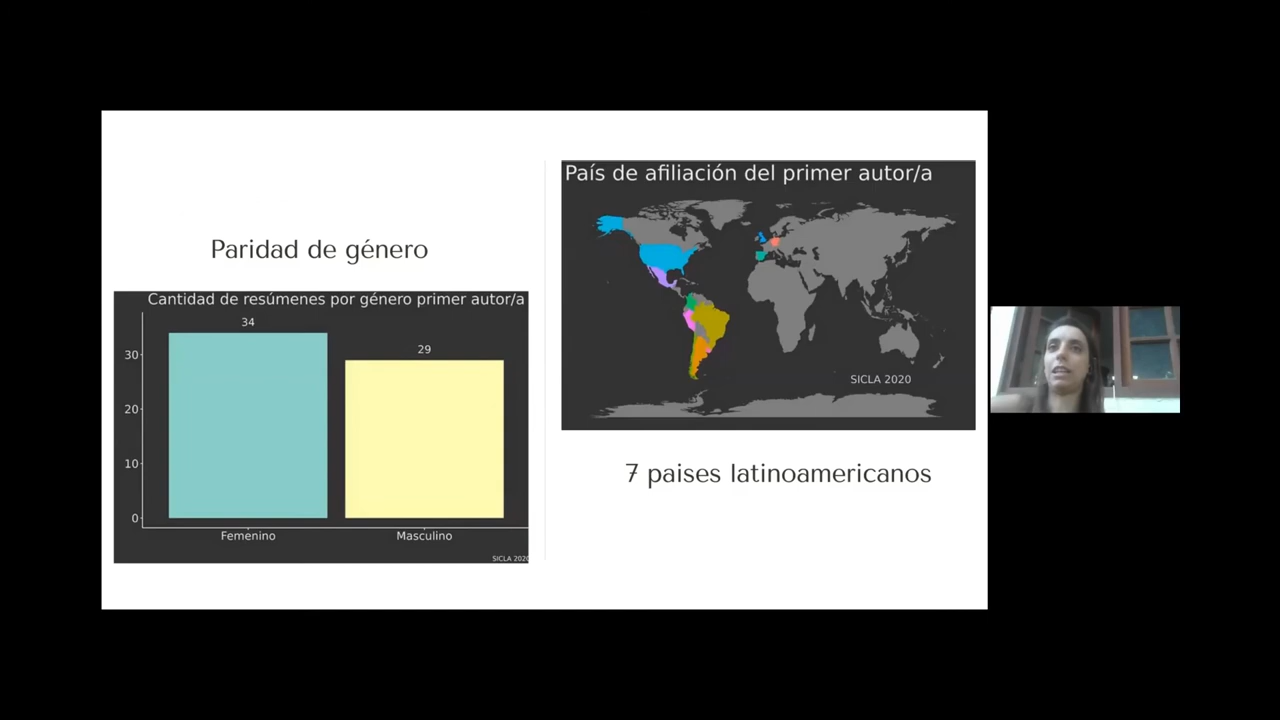 Paridad de género
Cantidad de resúmenes por género primer autor/a
34
29
30
20
10
0
Femenino
Masculino
SICLA 2020
País de afiliación del primer autor/a
SICLA 2020
7 paises latinoamericanos